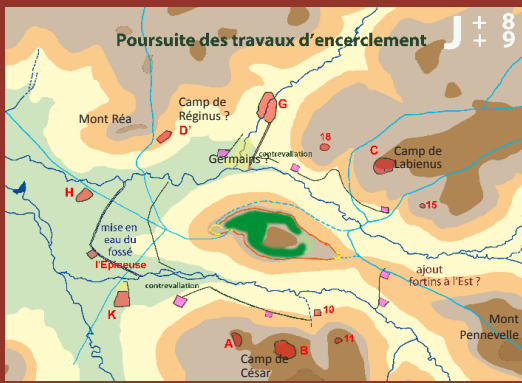 Poursuite des travaux d'encerclement
J + 8
+ 9
Mont Réa
Camp de
Réginus ?
D'
G
Germains ?
contrevallation
18
C
Camp de
Labienus
15
H
mise en
eau du
fossé
l'Epineuse
K
contrevallation
ajout
fortins à l'Est ?
10
11
A
B
Camp de
César
Mont
Pennevelle